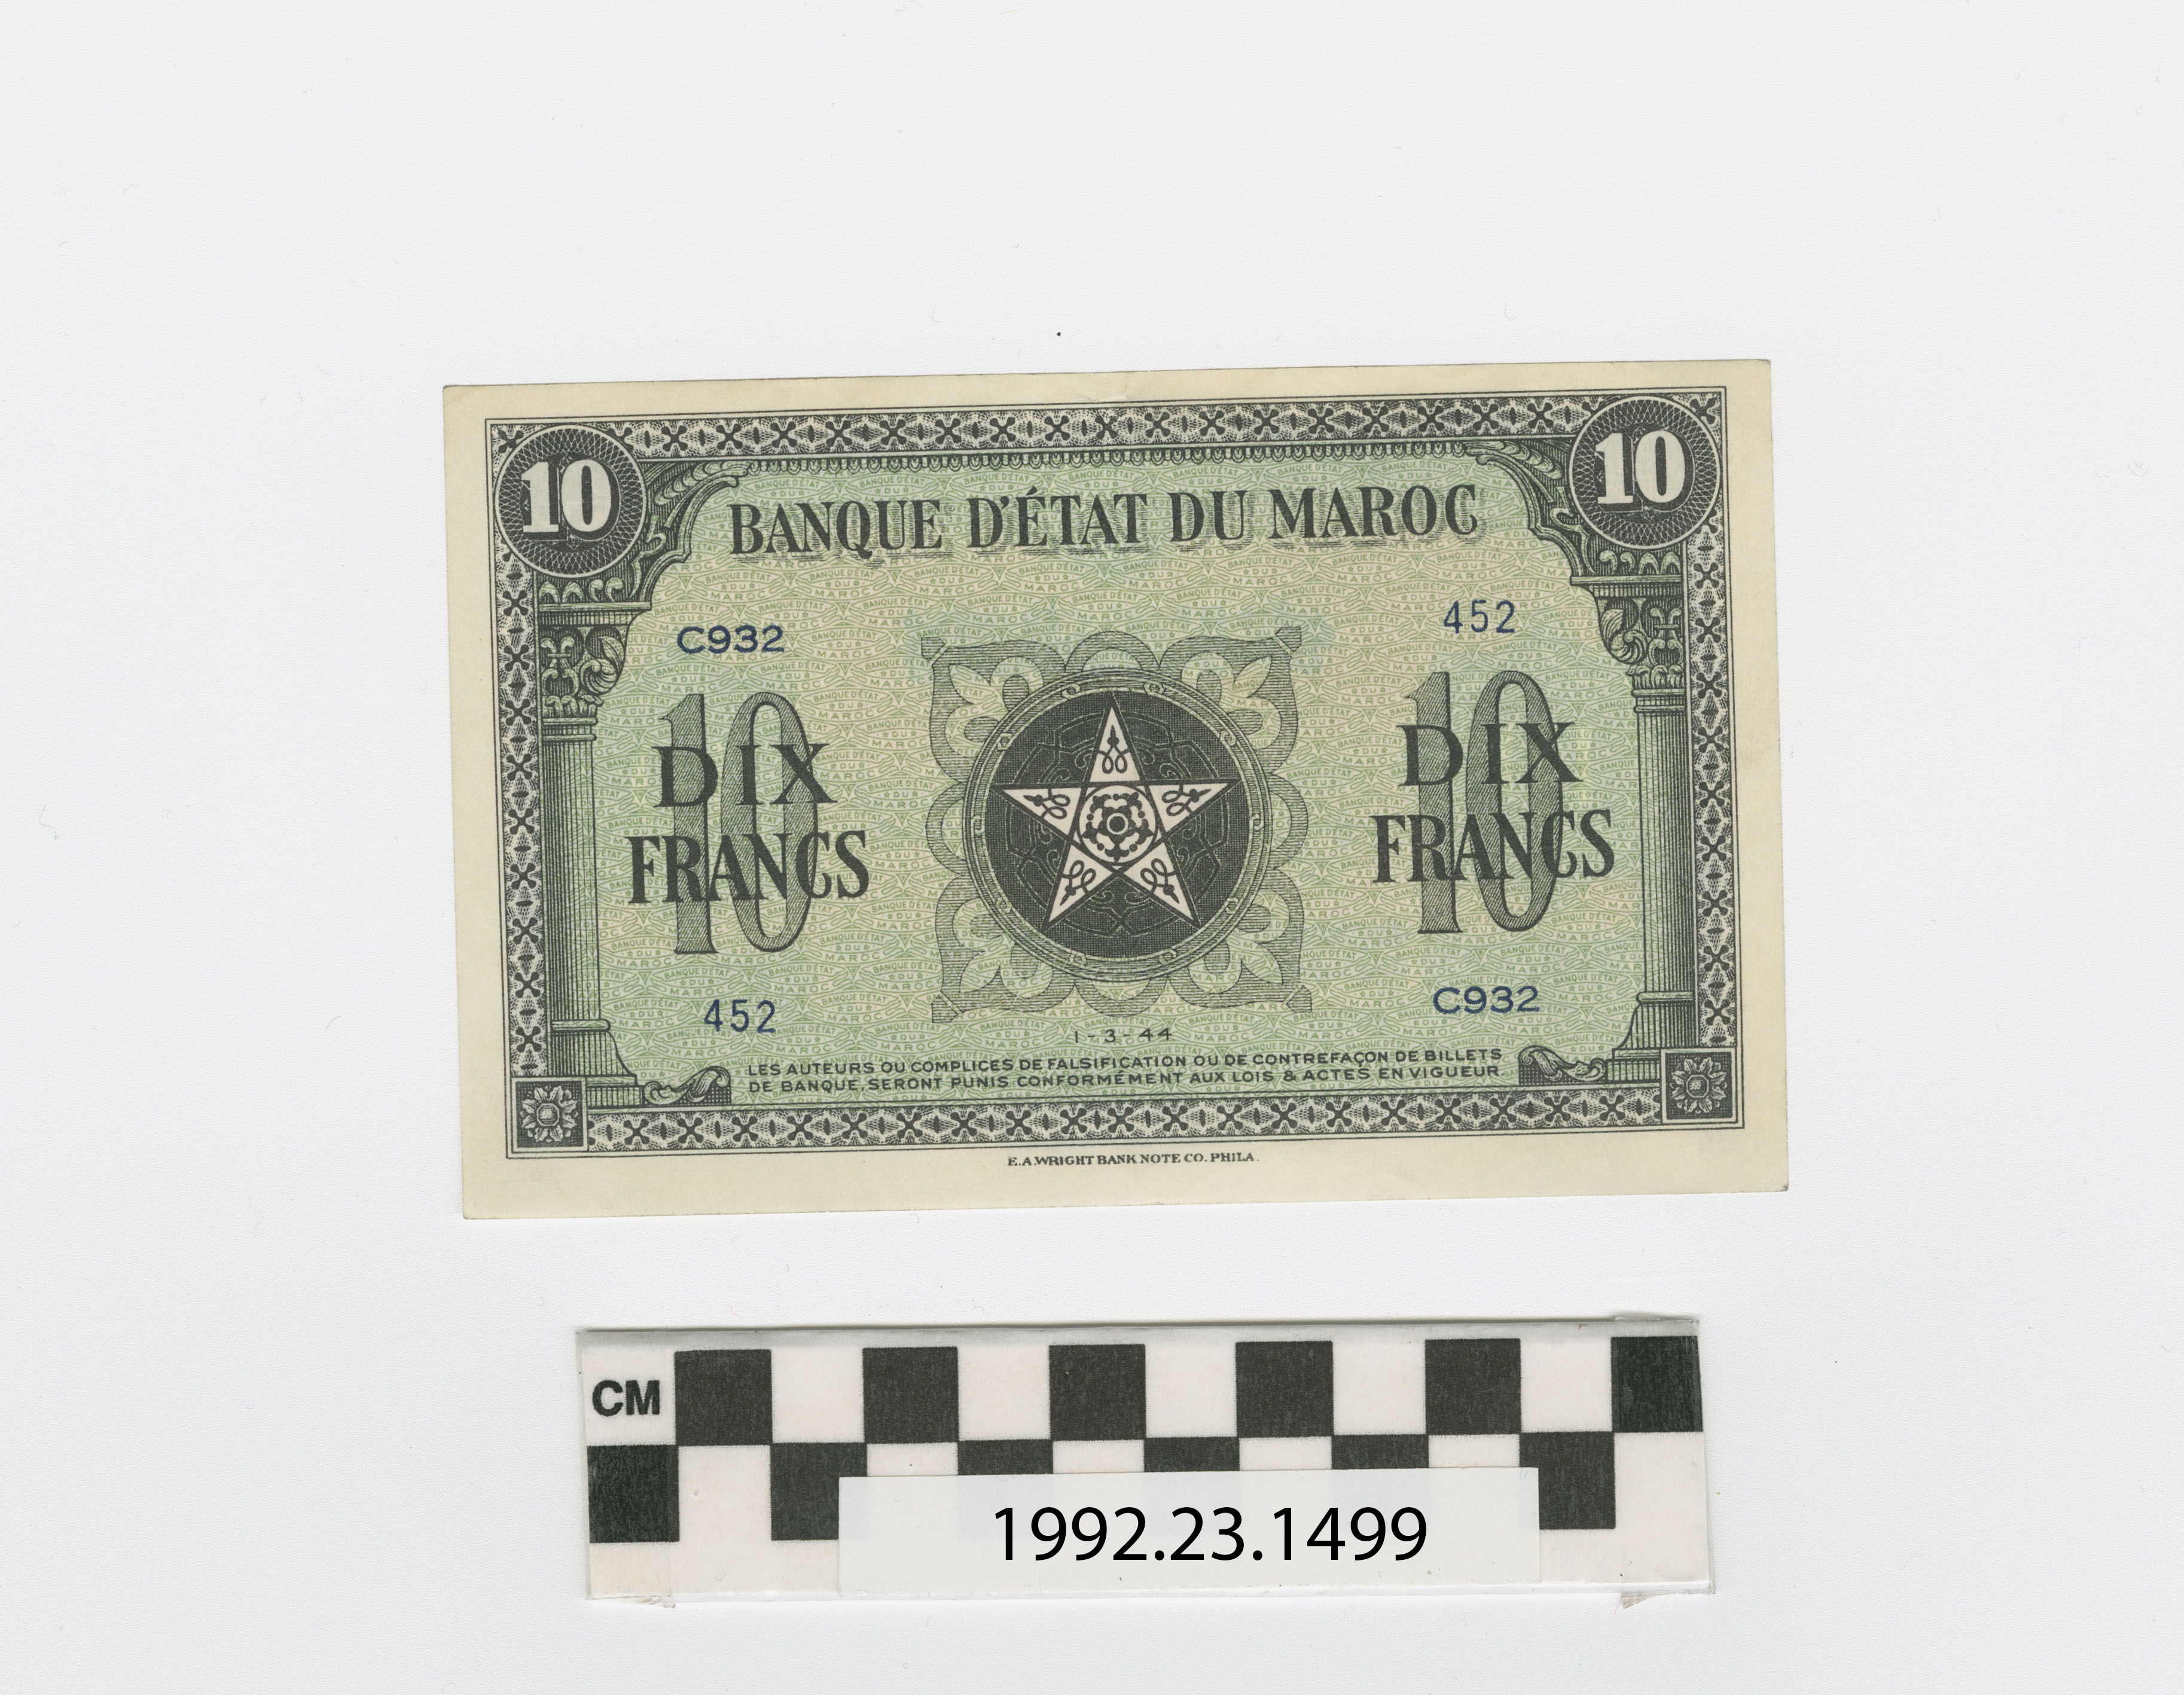 10 10
BANQUE D'ÉTAT DU MAROC
C932 452
10 10
DIX DIX
FRANCS FRANCS
452 C932
1-3-44
LES AUTEURS OU COMPLICES DE FALSIFICATION OU DE CONTREFAÇON DE BILLETS
DE BANQUE, SERONT PUNIS CONFORMÉMENT AUX LOIS & ACTES EN VIGUEUR
E.A.WRIGHT BANK NOTE CO. PHILA.
CM
1992.23.1499